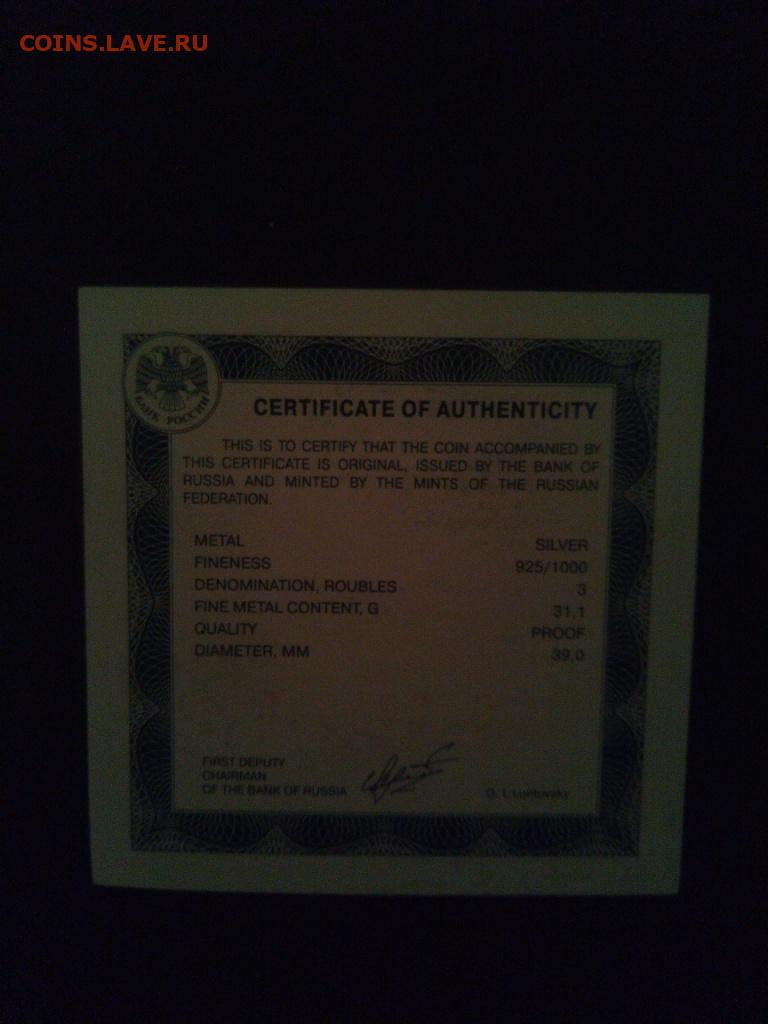 COINS.LAVE.RU
БАНК РОССИИ
CERTIFICATE OF AUTHENTICITY
THIS IS TO CERTIFY THAT THE COIN ACCOMPANIED BY
THIS CERTIFICATE IS ORIGINAL, ISSUED BY THE BANK OF
RUSSIA AND MINTED BY THE MINTS OF THE RUSSIAN
FEDERATION.
METAL SILVER
FINENESS 925/1000
DENOMINATION, ROUBLES 3
FINE METAL CONTENT, G 31,1
QUALITY PROOF
DIAMETER, MM 39,0
FIRST DEPUTY
CHAIRMAN
OF THE BANK OF RUSSIA G. I. Luntovsky